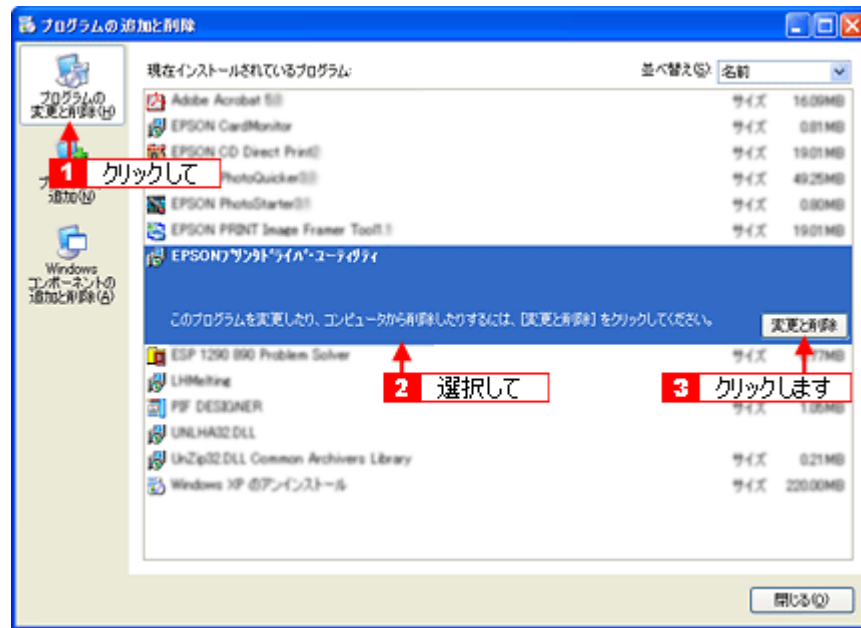 プログラムの追加と削除
現在インストールされているプログラム:
並べ替え(S):
名前
プログラムの
変更と削除(H)
1 クリックして
追加(N)
Windows
コンポーネントの
追加と削除(A)
Adobe Acrobat
サイズ 16.09MB
EPSON CardMonitor
サイズ 0.81MB
EPSON CD Direct Print
サイズ 19.01MB
PhotoQuicker
サイズ 49.25MB
EPSON PhotoStarter
サイズ 0.80MB
EPSON PRINT Image Framer Tool1.1
サイズ 19.01MB
EPSONプリンタドライバ・ユーティリティ
このプログラムを変更したり、コンピュータから削除したりするには、[変更と削除] をクリックしてください。
変更と削除
ESP 1290 890 Problem Solver
サイズ
2 選択して
3 クリックします
LHMelting
PIF DESIGNER
サイズ 1.05MB
UNLHA32.DLL
UnZip32.DLL Common Archivers Library
サイズ 0.21MB
Windows XP のアンインストール
サイズ 220.00MB
閉じる(O)